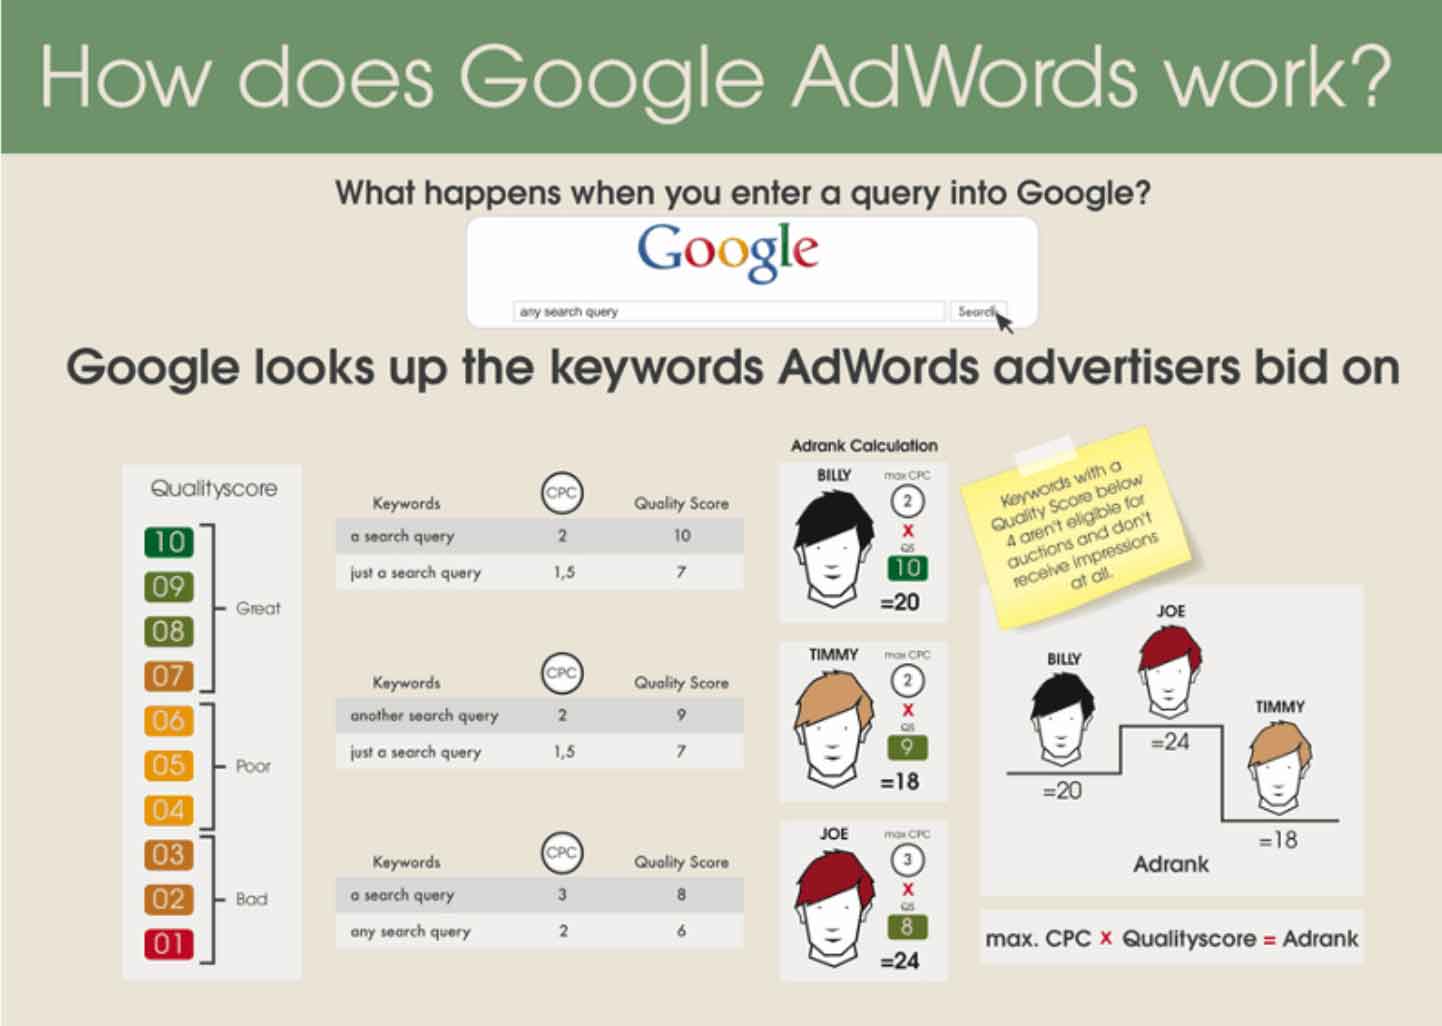 How does Google AdWords work?
What happens when you enter a query into Google?
Google
any search query
Search
Google looks up the keywords AdWords advertisers bid on
Qualityscore
10
09
08
07
Great
06
05
04
Poor
03
02
01
Bad
Keywords CPC Quality Score
a search query 2 10
just a search query 1,5 7
Keywords CPC Quality Score
another search query 2 9
just a search query 1,5 7
Keywords CPC Quality Score
a search query 3 8
any search query 2 6
Adrank Calculation
BILLY
max CPC
2
X
QS
10
=20
TIMMY
max CPC
2
X
QS
9
=18
JOE
max CPC
3
X
QS
8
=24
Keywords with a
Quality Score below
4 aren't eligible for
auctions and don't
receive impressions
at all.
JOE
BILLY
TIMMY
=24
=20
=18
Adrank
max. CPC X Qualityscore = Adrank